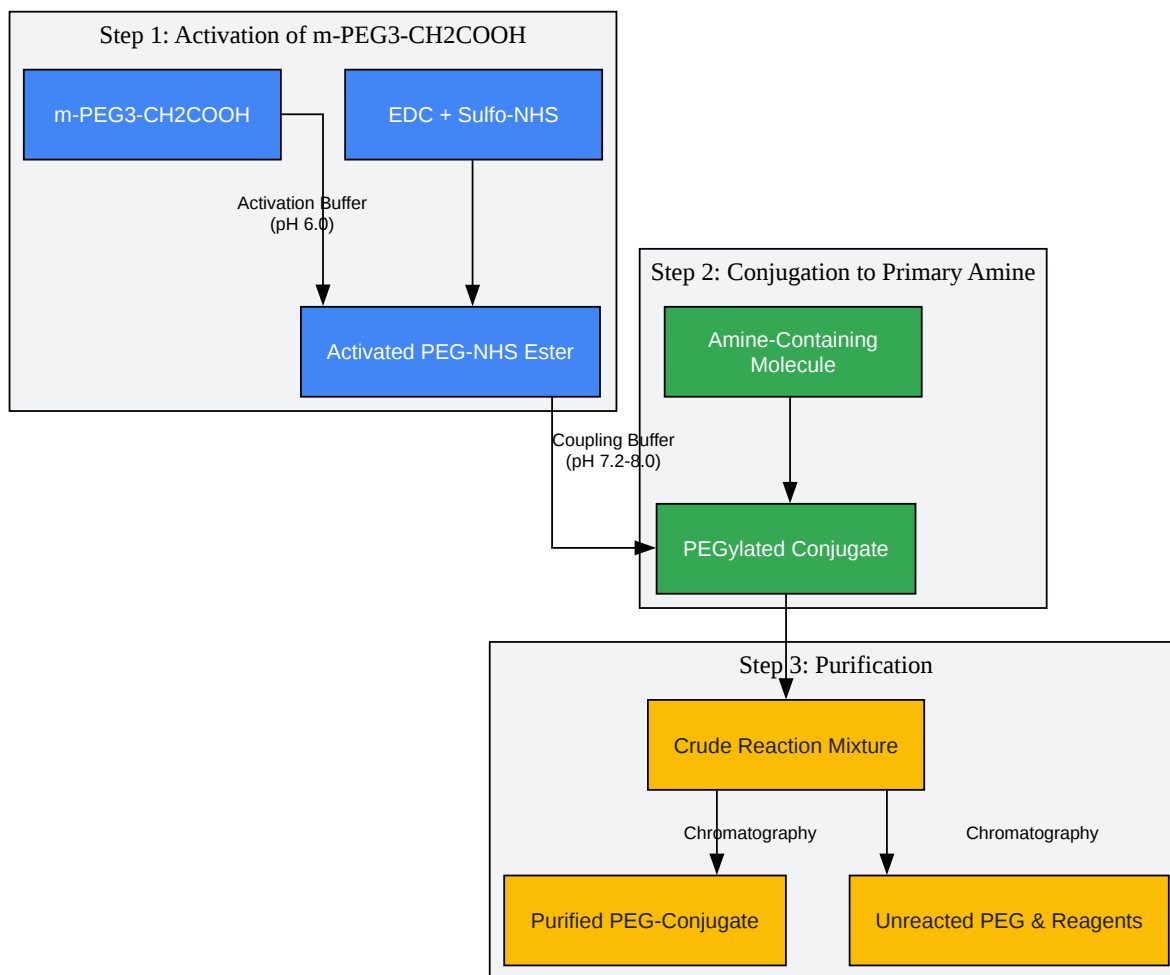 Step 1: Activation of m-PEG3-CH2COOH
m-PEG3-CH2COOH
EDC + Sulfo-NHS
Activation Buffer
(pH 6.0)
Activated PEG-NHS Ester
Step 2: Conjugation to Primary Amine
Amine-Containing
Molecule
Coupling Buffer
(pH 7.2-8.0)
PEGylated Conjugate
Step 3: Purification
Crude Reaction Mixture
Chromatography
Chromatography
Purified PEG-Conjugate
Unreacted PEG & Reagents